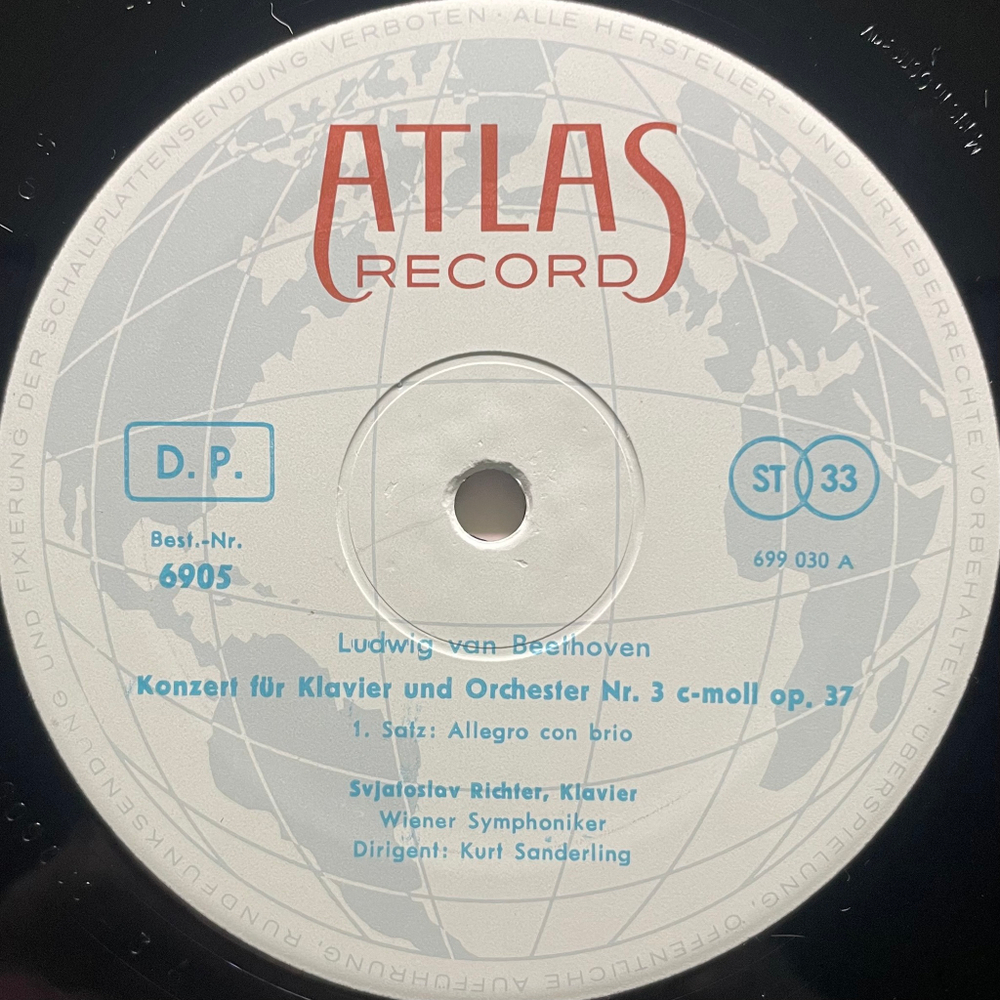 ATLAS
RECORD
D. P.
Best.-Nr.
6905
ST 33
699 030 A
Ludwig van Beethoven
Konzert für Klavier und Orchester Nr. 3 c-moll op. 37
1. Satz: Allegro con brio
Svjatoslav Richter, Klavier
Wiener Symphoniker
Dirigent: Kurt Sanderling
ALLE HERSTELLER- UND URHEBERRECHTE VORBEHALTEN : ÜBERSPIELUNG, ÖFFENTLICHE AUFFÜHRUNG, RUNDFUNKSENDUNG UND FIXIERUNG DER SCHALLPLATTENSENDUNG VERBOTEN ·